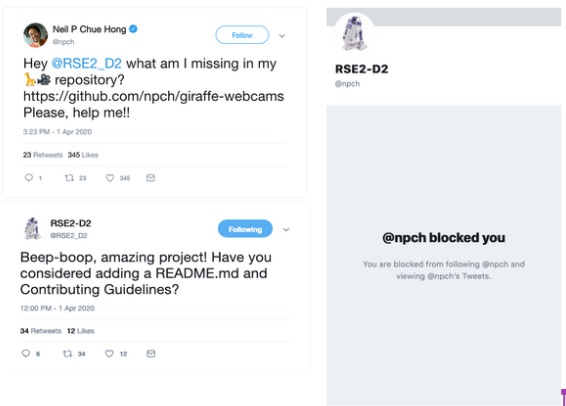 Neil P Chue Hong
@npch
Follow
Hey @RSE2_D2 what am I missing in my
🦒🎥 repository?
https://github.com/npch/giraffe-webcams
Please, help me!!
3:23 PM - 1 Apr 2020
23 Retweets 345 Likes
1 23 345
RSE2-D2
@RSE2_D2
Following
Beep-boop, amazing project! Have you
considered adding a README.md and
Contributing Guidelines?
12:00 PM - 1 Apr 2020
34 Retweets 12 Likes
6 34 12
RSE2-D2
@npch
@npch blocked you
You are blocked from following @npch and
viewing @npch's Tweets.